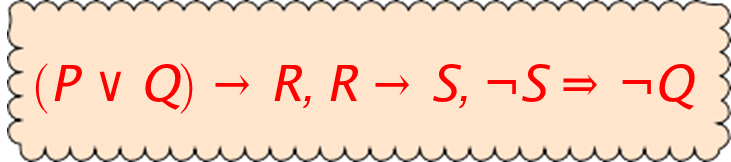 (P ∨ Q) → R, R → S, ¬S ⇒ ¬Q